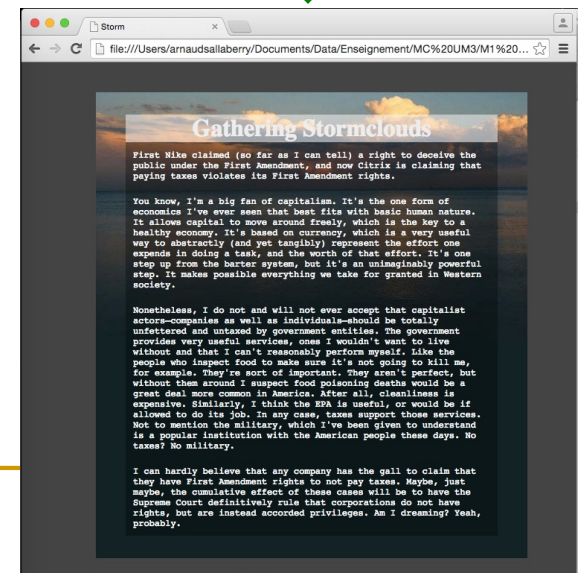 Storm
file:///Users/arnaudsallaberry/Documents/Data/Enseignement/MC%20UM3/M1%20...
Gathering Stormclouds
First Nike claimed (so far as I can tell) a right to deceive the
public under the First Amendment, and now Citrix is claiming that
paying taxes violates its First Amendment rights.
You know, I'm a big fan of capitalism. It's the one form of
economics I've ever seen that best fits with basic human nature.
It allows capital to move around freely, which is the key to a
healthy economy. It's based on currency, which is a very useful
way to abstractly (and yet tangibly) represent the effort one
expends in doing a task, and the worth of that effort. It's one
step up from the barter system, but it's an unimaginably powerful
step. It makes possible everything we take for granted in Western
society.
Nonetheless, I do not and will not ever accept that capitalist
actors—companies as well as individuals—should be totally
unfettered and untaxed by government entities. The government
provides very useful services, ones I wouldn't want to live
without and that I can't reasonably perform myself. Like the
people who inspect food to make sure it's not going to kill me,
for example. They're sort of important. They aren't perfect, but
without them around I suspect food poisoning deaths would be a
great deal more common in America. After all, cleanliness is
expensive. Similarly, I think the EPA is useful, or would be if
allowed to do its job. In any case, taxes support those services.
Not to mention the military, which I've been given to understand
is a popular institution with the American people these days. No
taxes? No military.
I can hardly believe that any company has the gall to claim that
they have First Amendment rights to not pay taxes. Maybe, just
maybe, the cumulative effect of these cases will be to have the
Supreme Court definitively rule that corporations do not have
rights, but are instead accorded privileges. Am I dreaming? Yeah,
probably.